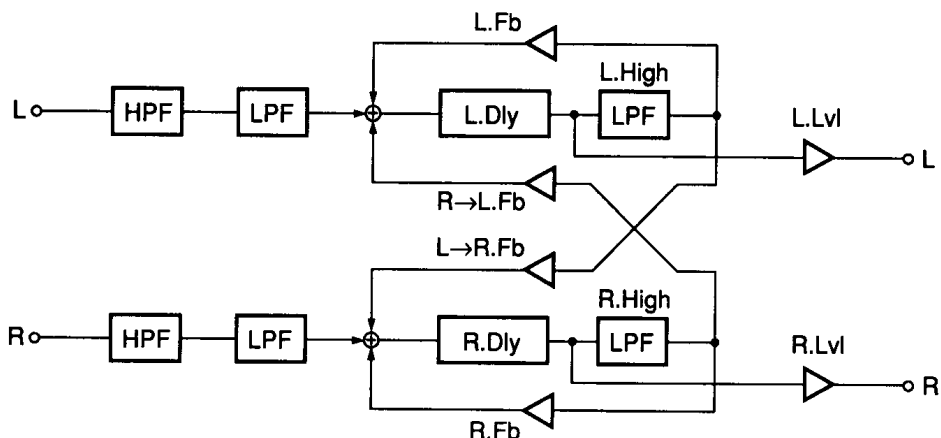 L.Fb
L.High
L
HPF
LPF
L.Dly
LPF
L.Lvl
L
R→L.Fb
L→R.Fb
R.High
R
HPF
LPF
R.Dly
LPF
R.Lvl
R
R.Fb